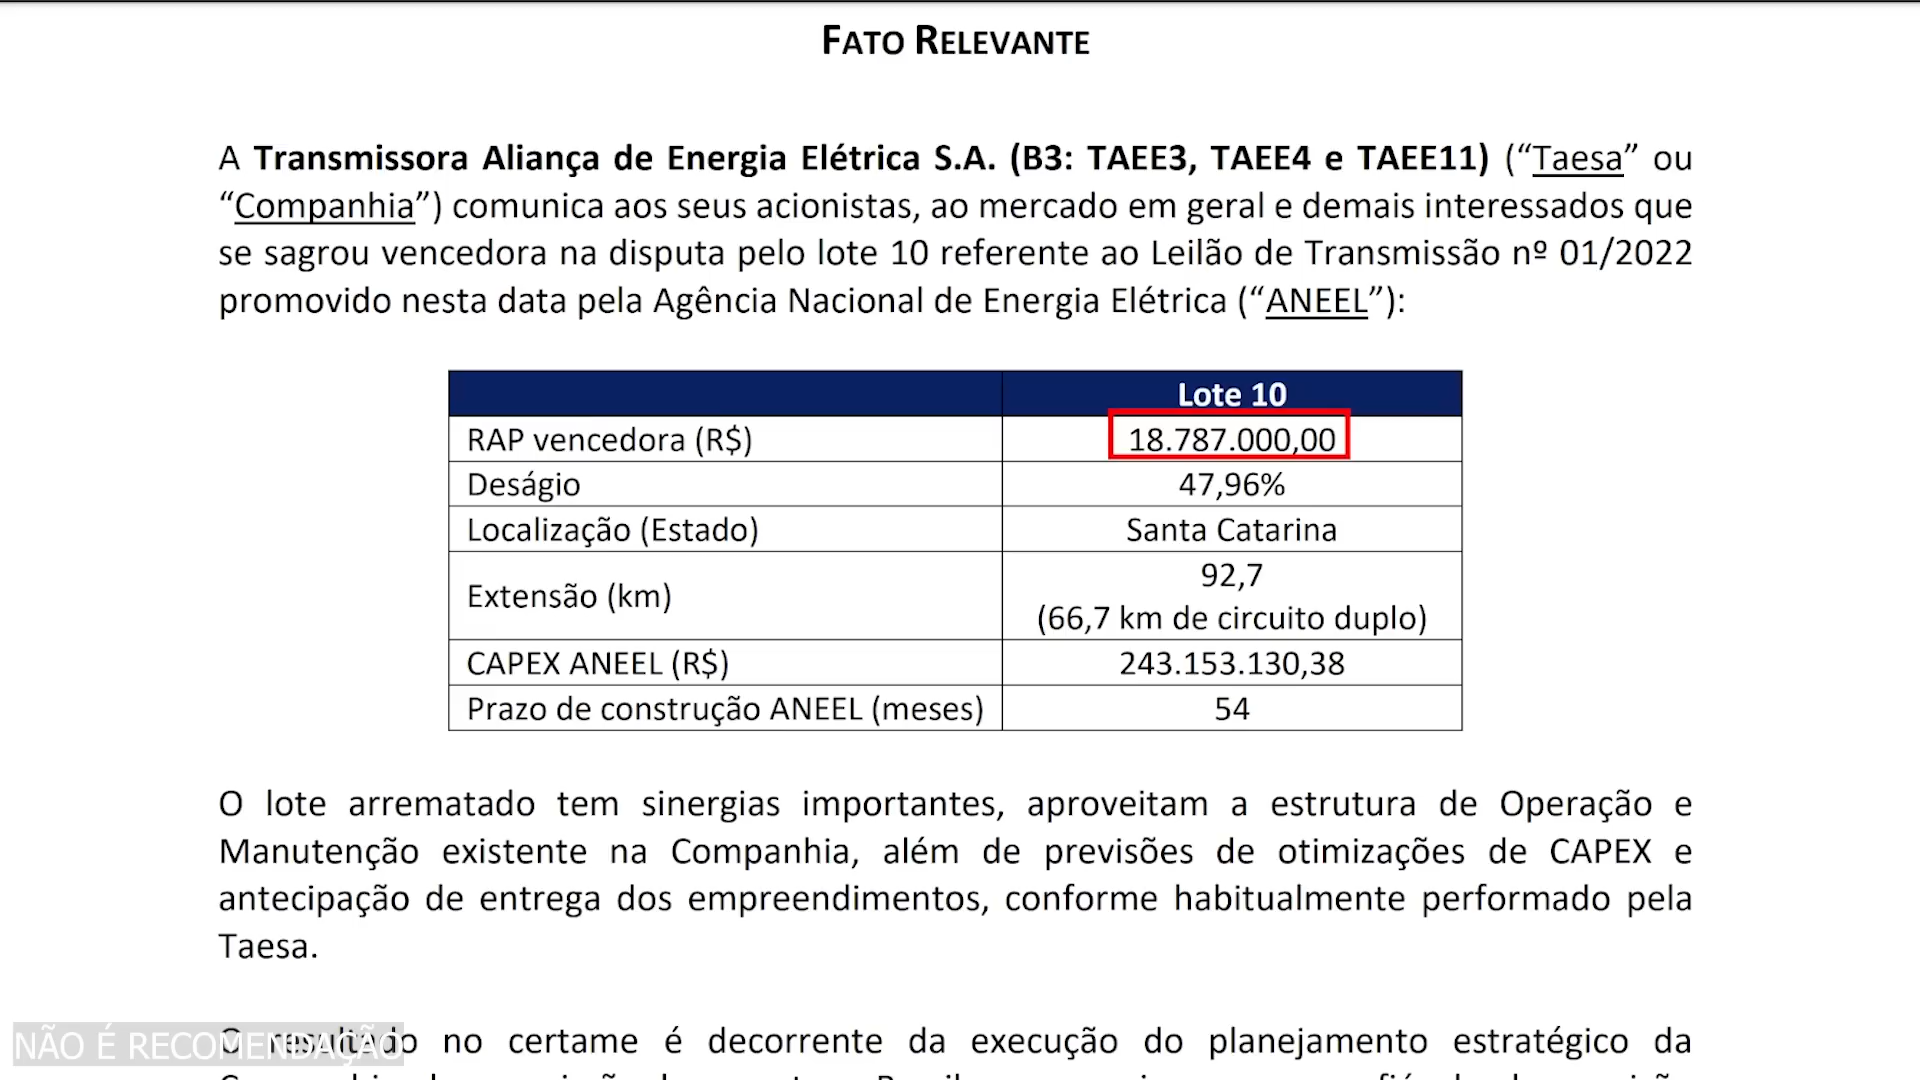 FATO RELEVANTE
A Transmissora Aliança de Energia Elétrica S.A. (B3: TAEE3, TAEE4 e TAEE11) (“Taesa” ou
“Companhia”) comunica aos seus acionistas, ao mercado em geral e demais interessados que
se sagrou vencedora na disputa pelo lote 10 referente ao Leilão de Transmissão nº 01/2022
promovido nesta data pela Agência Nacional de Energia Elétrica (“ANEEL”):
Lote 10
RAP vencedora (R$) 18.787.000,00
Deságio 47,96%
Localização (Estado) Santa Catarina
Extensão (km) 92,7
(66,7 km de circuito duplo)
CAPEX ANEEL (R$) 243.153.130,38
Prazo de construção ANEEL (meses) 54
O lote arrematado tem sinergias importantes, aproveitam a estrutura de Operação e
Manutenção existente na Companhia, além de previsões de otimizações de CAPEX e
antecipação de entrega dos empreendimentos, conforme habitualmente performado pela
Taesa.
O resultado no certame é decorrente da execução do planejamento estratégico da
NÃO É RECOMENDAÇÃO